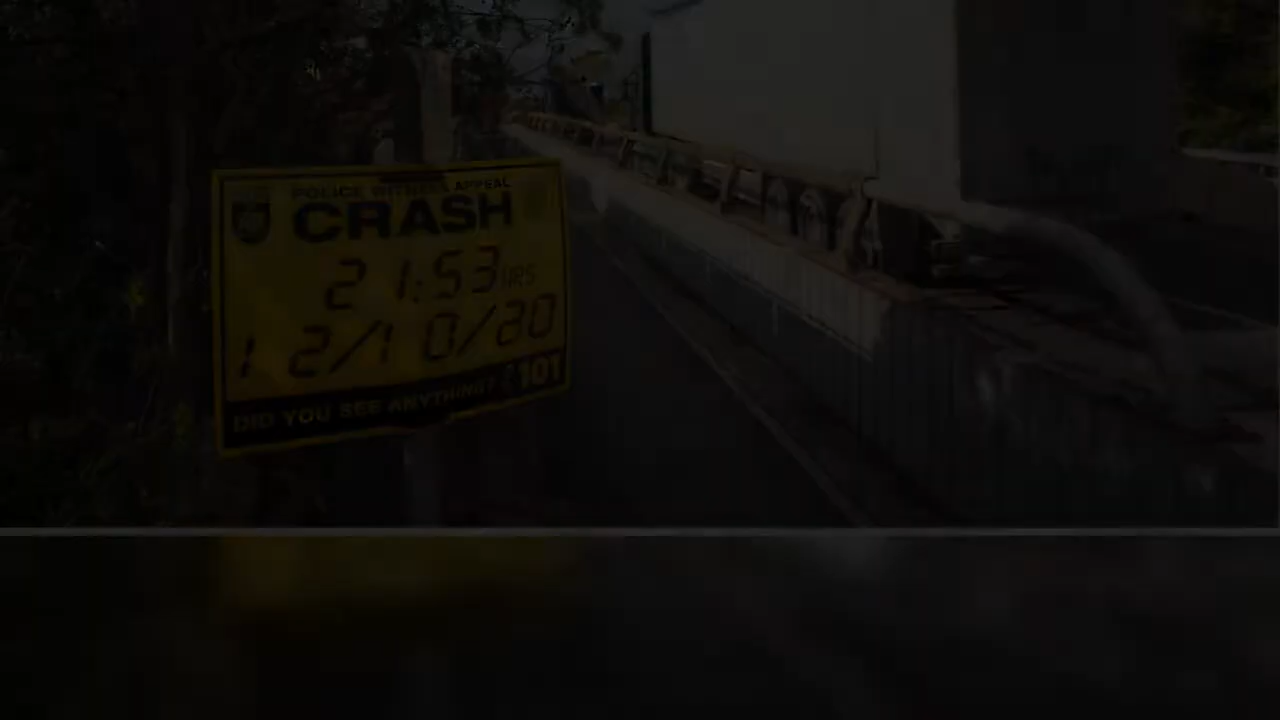 POLICE WITNESS APPEAL
CRASH
21:53HRS
12/10/20
DID YOU SEE ANYTHING? 101